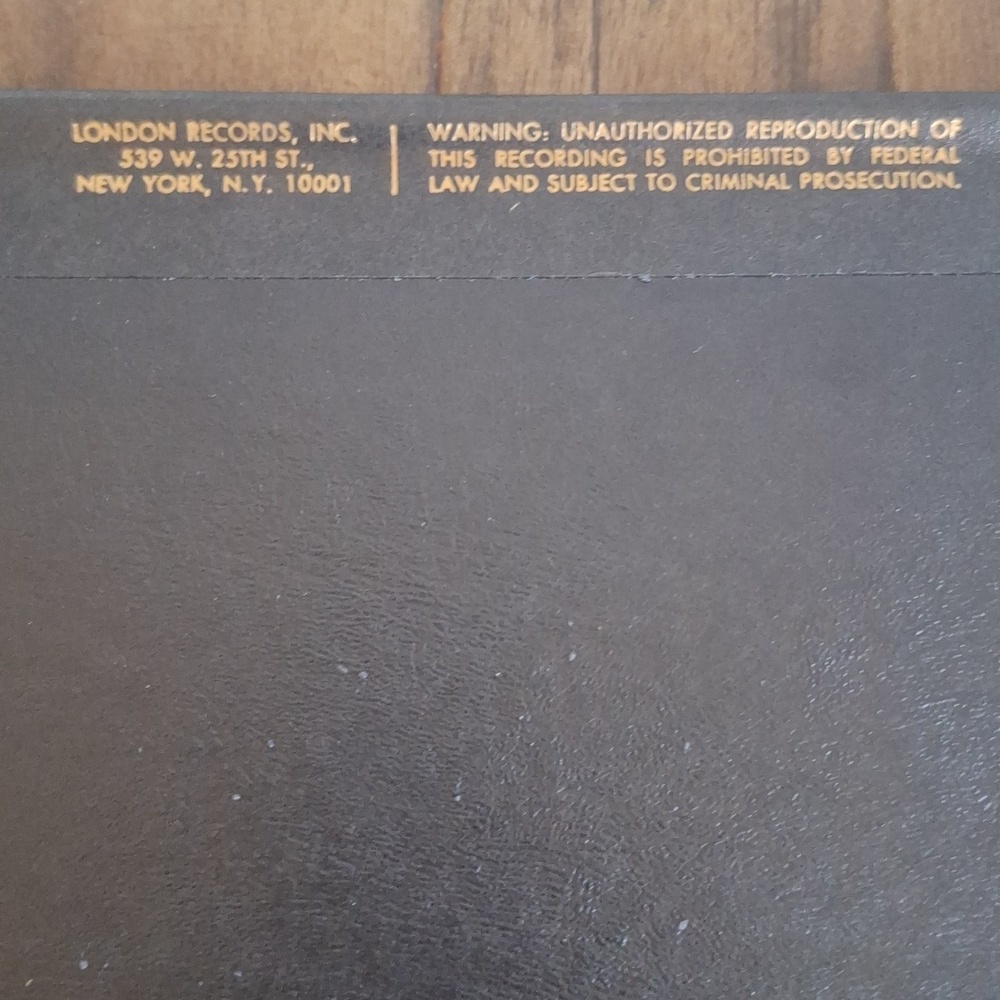 LONDON RECORDS, INC.
539 W. 25TH ST.,
NEW YORK, N.Y. 10001
WARNING: UNAUTHORIZED REPRODUCTION OF
THIS RECORDING IS PROHIBITED BY FEDERAL
LAW AND SUBJECT TO CRIMINAL PROSECUTION.